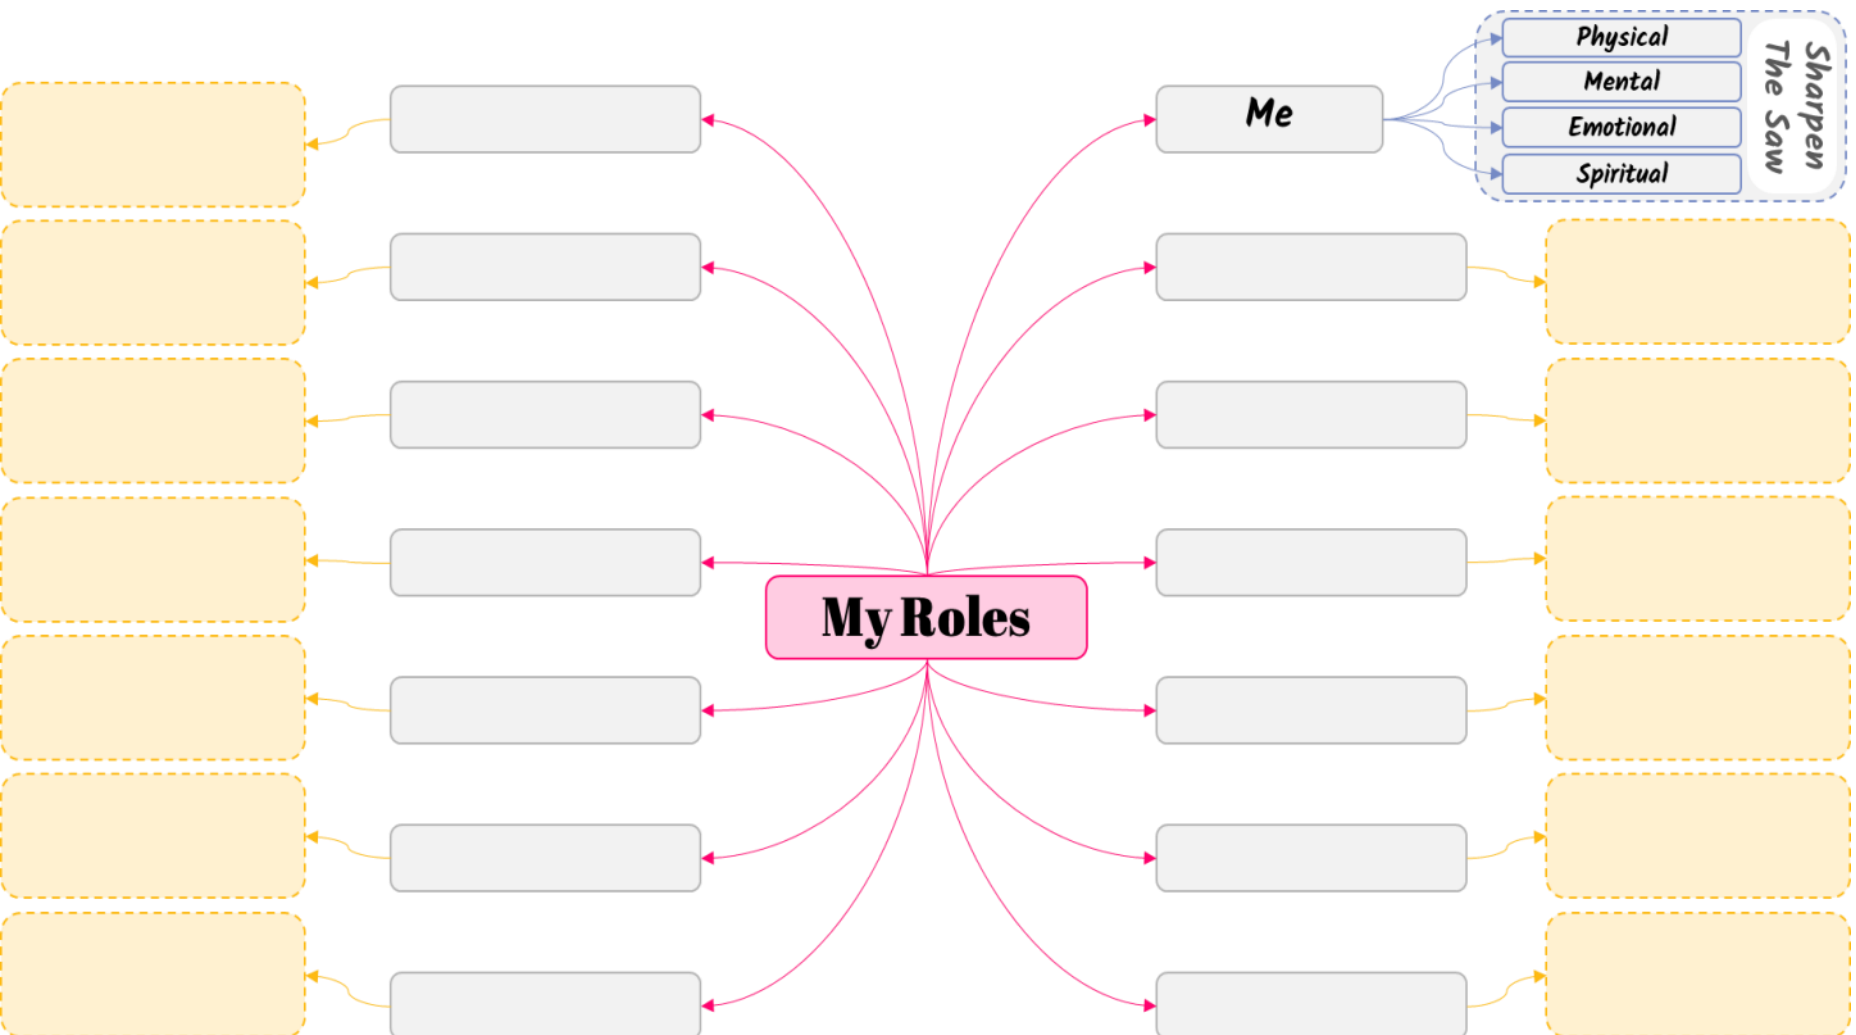 Me
Physical
Mental
Emotional
Spiritual
Sharpen
The Saw
My Roles